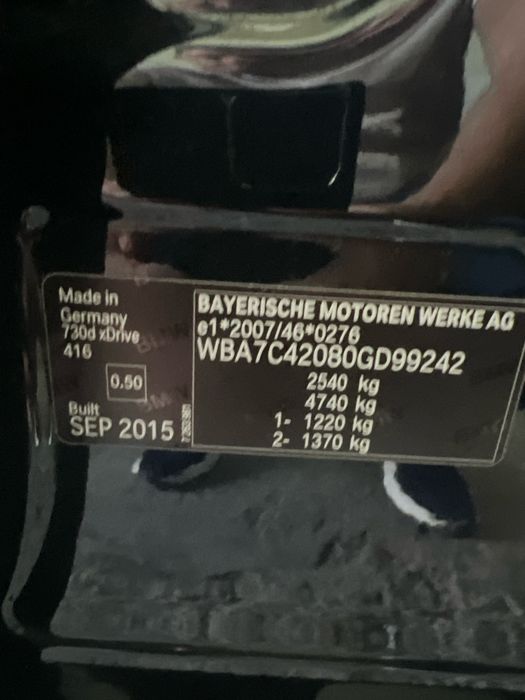 Made in
Germany
730d xDrive
416
0.50
Built
SEP 2015
BAYERISCHE MOTOREN WERKE AG
e1*2007/46*0276
WBA7C42080GD99242
2540 kg
4740 kg
1- 1220 kg
2- 1370 kg